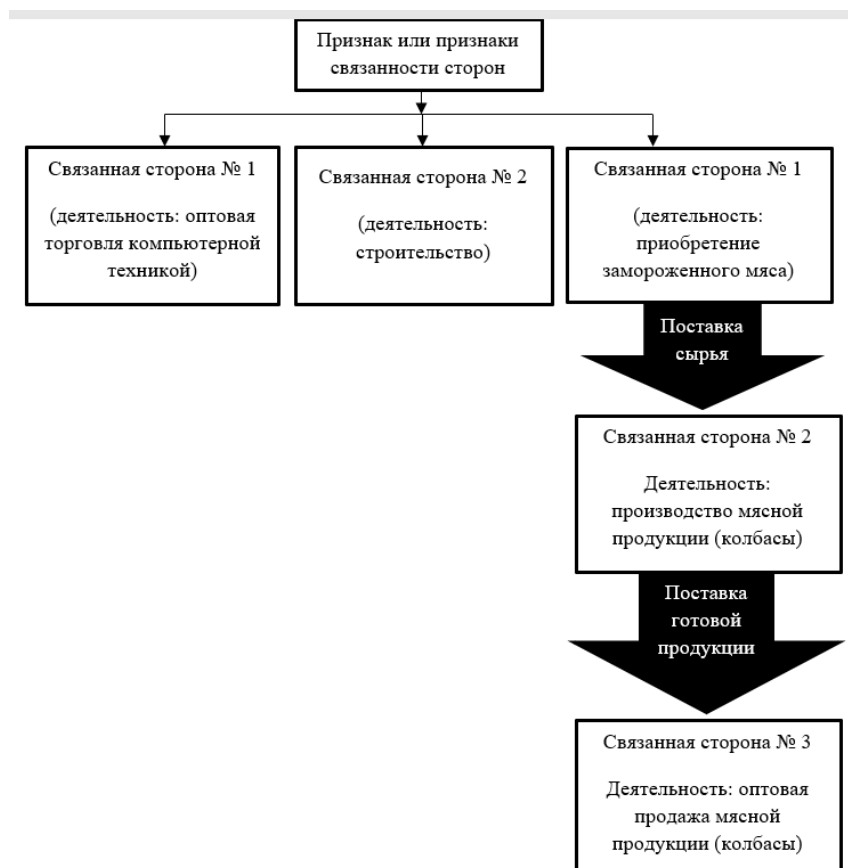 Признак или признаки
связанности сторон
Связанная сторона № 1
(деятельность: оптовая
торговля компьютерной
техникой)
Связанная сторона № 2
(деятельность:
строительство)
Связанная сторона № 1
(деятельность:
приобретение
замороженного мяса)
Поставка
сырья
Связанная сторона № 2
Деятельность:
производство мясной
продукции (колбасы)
Поставка
готовой
продукции
Связанная сторона № 3
Деятельность: оптовая
продажа мясной
продукции (колбасы)